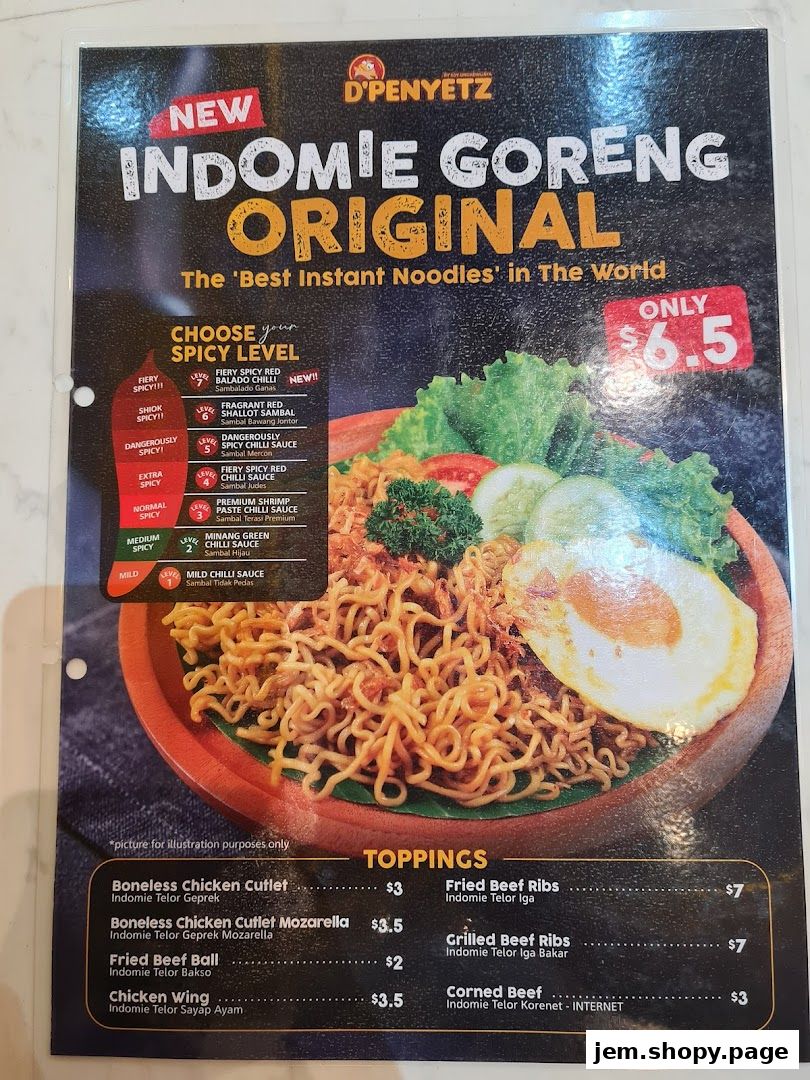 D'PENYETZ
NEW
INDOMIE GORENG
ORIGINAL
The 'Best Instant Noodles' in The World
ONLY
$6.5
CHOOSE your
SPICY LEVEL
FIERY
SPICY!!!
LEVEL
7
FIERY SPICY RED
BALADO CHILLI
Sambalado Ganas
NEW!!
SHIOK
SPICY!!
LEVEL
6
FRAGRANT RED
SHALLOT SAMBAL
Sambal Bawang Jontor
DANGEROUSLY
SPICY!
LEVEL
5
DANGEROUSLY
SPICY CHILLI SAUCE
Sambal Mercon
EXTRA
SPICY
LEVEL
4
FIERY SPICY RED
CHILLI SAUCE
Sambal Judes
NORMAL
SPICY
LEVEL
3
PREMIUM SHRIMP
PASTE CHILLI SAUCE
Sambal Terasi Premium
MEDIUM
SPICY
LEVEL
2
MINANG GREEN
CHILLI SAUCE
Sambal Hijau
MILD
LEVEL
1
MILD CHILLI SAUCE
Sambal Tidak Pedas
*picture for illustration purposes only
TOPPINGS
Boneless Chicken Cutlet $3
Indomie Telor Geprek
Boneless Chicken Cutlet Mozarella $3.5
Indomie Telor Geprek Mozarella
Fried Beef Ball $2
Indomie Telor Bakso
Chicken Wing $3.5
Indomie Telor Sayap Ayam
Fried Beef Ribs $7
Indomie Telor Iga
Grilled Beef Ribs $7
Indomie Telor Iga Bakar
Corned Beef $3
Indomie Telor Korenet - INTERNET
jem.shopy.page